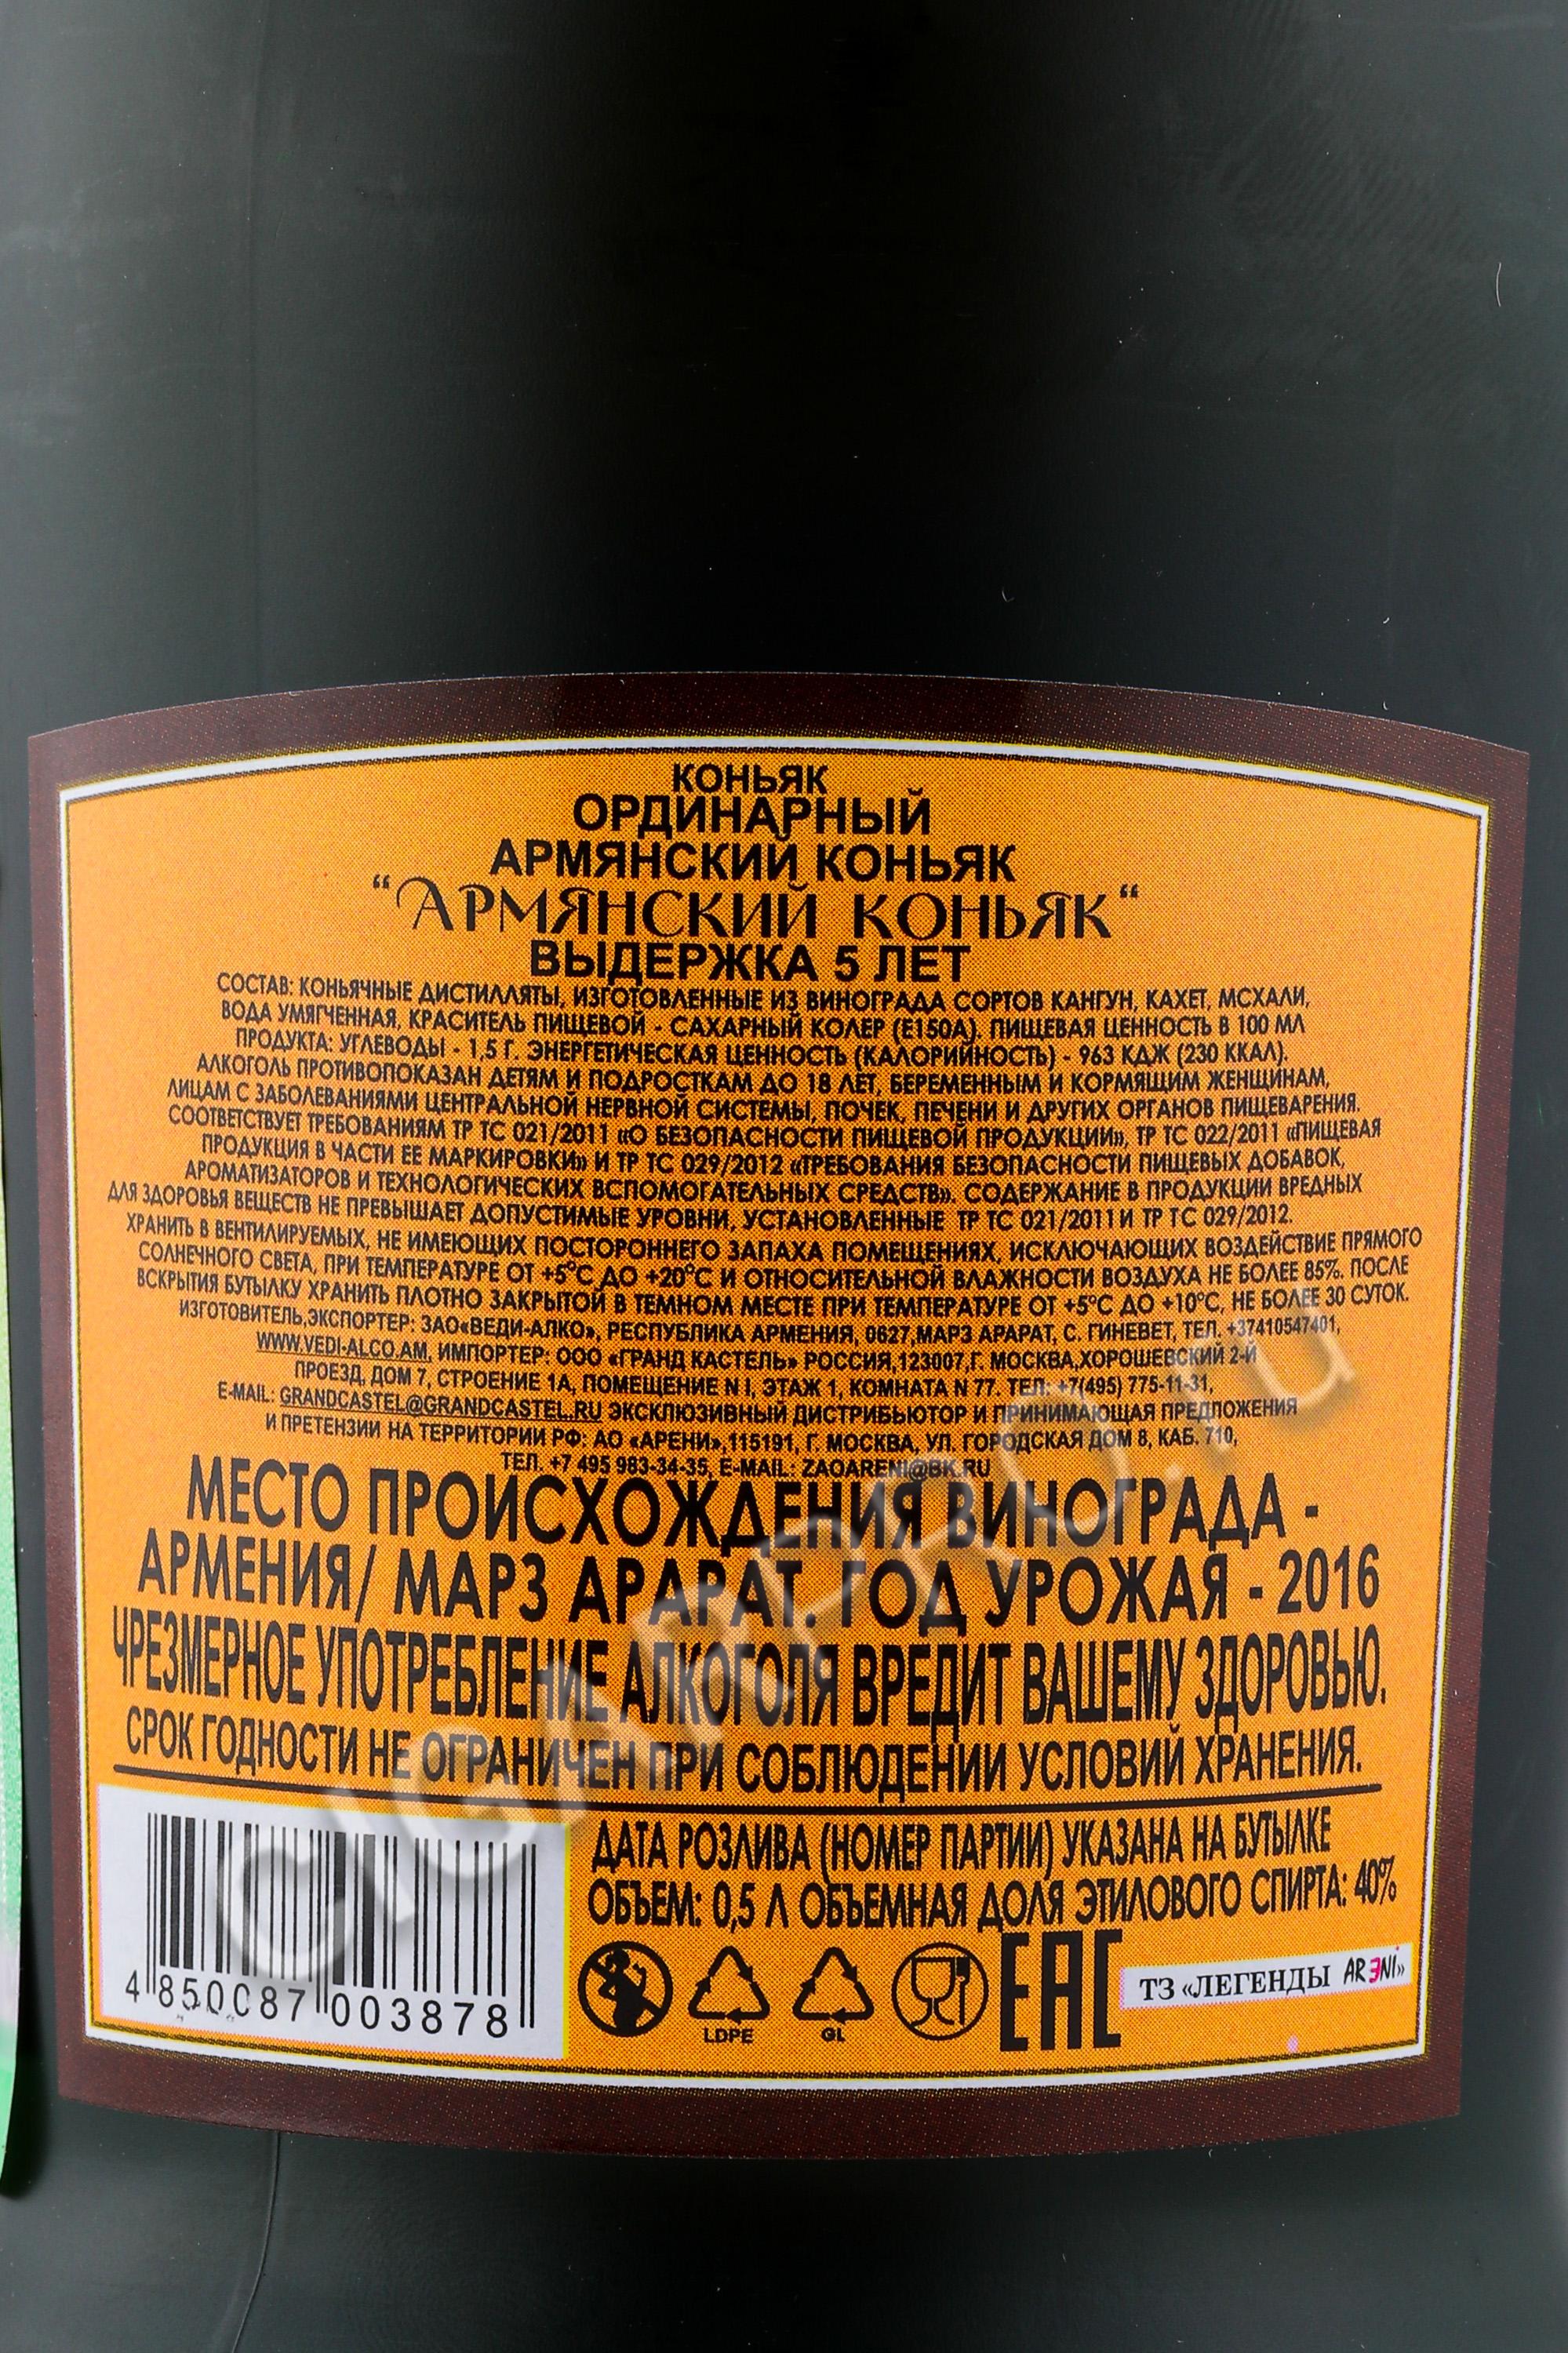 КОНЬЯК
ОРДИНАРНЫЙ
АРМЯНСКИЙ КОНЬЯК
“АРМЯНСКИЙ КОНЬЯК“
ВЫДЕРЖКА 5 ЛЕТ
СОСТАВ: КОНЬЯЧНЫЕ ДИСТИЛЛЯТЫ, ИЗГОТОВЛЕННЫЕ ИЗ ВИНОГРАДА СОРТОВ КАНГУН, КАХЕТ, МСХАЛИ,
ВОДА УМЯГЧЕННАЯ, КРАСИТЕЛЬ ПИЩЕВОЙ - САХАРНЫЙ КОЛЕР (Е150А). ПИЩЕВАЯ ЦЕННОСТЬ В 100 МЛ
ПРОДУКТА: УГЛЕВОДЫ - 1,5 Г. ЭНЕРГЕТИЧЕСКАЯ ЦЕННОСТЬ (КАЛОРИЙНОСТЬ) - 963 КДЖ (230 ККАЛ).
АЛКОГОЛЬ ПРОТИВОПОКАЗАН ДЕТЯМ И ПОДРОСТКАМ ДО 18 ЛЕТ, БЕРЕМЕННЫМ И КОРМЯЩИМ ЖЕНЩИНАМ,
ЛИЦАМ С ЗАБОЛЕВАНИЯМИ ЦЕНТРАЛЬНОЙ НЕРВНОЙ СИСТЕМЫ, ПОЧЕК, ПЕЧЕНИ И ДРУГИХ ОРГАНОВ ПИЩЕВАРЕНИЯ.
СООТВЕТСТВУЕТ ТРЕБОВАНИЯМ ТР ТС 021/2011 «О БЕЗОПАСНОСТИ ПИЩЕВОЙ ПРОДУКЦИИ», ТР ТС 022/2011 «ПИЩЕВАЯ
ПРОДУКЦИЯ В ЧАСТИ ЕЕ МАРКИРОВКИ» И ТР ТС 029/2012 «ТРЕБОВАНИЯ БЕЗОПАСНОСТИ ПИЩЕВЫХ ДОБАВОК,
АРОМАТИЗАТОРОВ И ТЕХНОЛОГИЧЕСКИХ ВСПОМОГАТЕЛЬНЫХ СРЕДСТВ». СОДЕРЖАНИЕ В ПРОДУКЦИИ ВРЕДНЫХ
ДЛЯ ЗДОРОВЬЯ ВЕЩЕСТВ НЕ ПРЕВЫШАЕТ ДОПУСТИМЫЕ УРОВНИ, УСТАНОВЛЕННЫЕ ТР ТС 021/2011 И ТР ТС 029/2012.
ХРАНИТЬ В ВЕНТИЛИРУЕМЫХ, НЕ ИМЕЮЩИХ ПОСТОРОННЕГО ЗАПАХА ПОМЕЩЕНИЯХ, ИСКЛЮЧАЮЩИХ ВОЗДЕЙСТВИЕ ПРЯМОГО
СОЛНЕЧНОГО СВЕТА, ПРИ ТЕМПЕРАТУРЕ ОТ +5°С ДО +20°С И ОТНОСИТЕЛЬНОЙ ВЛАЖНОСТИ ВОЗДУХА НЕ БОЛЕЕ 85%. ПОСЛЕ
ВСКРЫТИЯ БУТЫЛКУ ХРАНИТЬ ПЛОТНО ЗАКРЫТОЙ В ТЕМНОМ МЕСТЕ ПРИ ТЕМПЕРАТУРЕ ОТ +5°С ДО +10°С, НЕ БОЛЕЕ 30 СУТОК.
ИЗГОТОВИТЕЛЬ,ЭКСПОРТЕР: ЗАО«ВЕДИ-АЛКО», РЕСПУБЛИКА АРМЕНИЯ, 0627,МАРЗ АРАРАТ, С. ГИНЕВЕТ, ТЕЛ. +37410547401,
WWW.VEDI-ALCO.AM, ИМПОРТЕР: ООО «ГРАНД КАСТЕЛЬ» РОССИЯ,123007,Г. МОСКВА,ХОРОШЕВСКИЙ 2-Й
ПРОЕЗД, ДОМ 7, СТРОЕНИЕ 1А, ПОМЕЩЕНИЕ N I, ЭТАЖ 1, КОМНАТА N 77. ТЕЛ: +7(495) 775-11-31,
E-MAIL: GRANDCASTEL@GRANDCASTEL.RU ЭКСКЛЮЗИВНЫЙ ДИСТРИБЬЮТОР И ПРИНИМАЮЩАЯ ПРЕДЛОЖЕНИЯ
И ПРЕТЕНЗИИ НА ТЕРРИТОРИИ РФ: АО «АРЕНИ»,115191, Г. МОСКВА, УЛ. ГОРОДСКАЯ ДОМ 8, КАБ. 710,
ТЕЛ. +7 495 983-34-35, E-MAIL: ZAOARENI@BK.RU
МЕСТО ПРОИСХОЖДЕНИЯ ВИНОГРАДА -
АРМЕНИЯ/ МАРЗ АРАРАТ. ГОД УРОЖАЯ - 2016
ЧРЕЗМЕРНОЕ УПОТРЕБЛЕНИЕ АЛКОГОЛЯ ВРЕДИТ ВАШЕМУ ЗДОРОВЬЮ.
СРОК ГОДНОСТИ НЕ ОГРАНИЧЕН ПРИ СОБЛЮДЕНИИ УСЛОВИЙ ХРАНЕНИЯ.
ДАТА РОЗЛИВА (НОМЕР ПАРТИИ) УКАЗАНА НА БУТЫЛКЕ
ОБЪЕМ: 0,5 Л ОБЪЕМНАЯ ДОЛЯ ЭТИЛОВОГО СПИРТА: 40%
4 850087 003878
LDPE
GL
EAC
ТЗ «ЛЕГЕНДЫ ARENI»
CIGARPRO.ru